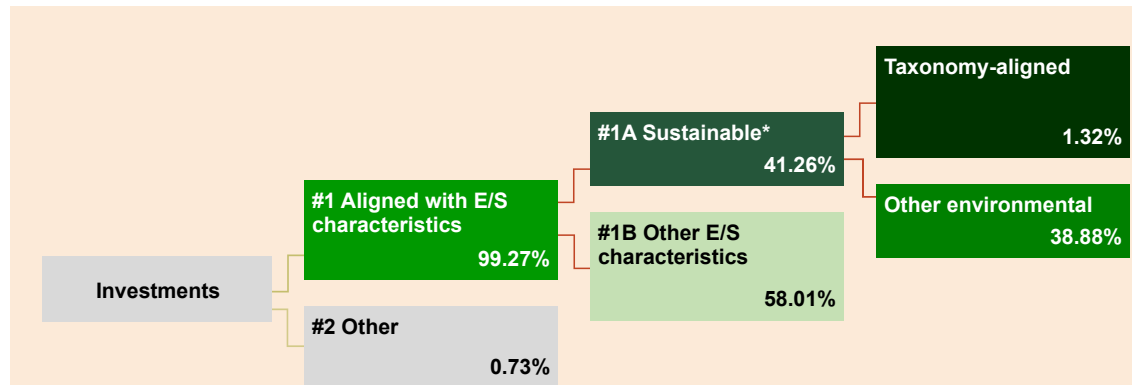 Investments
#1 Aligned with E/S
characteristics
99.27%
#2 Other
0.73%
#1A Sustainable*
41.26%
#1B Other E/S
characteristics
58.01%
Taxonomy-aligned
1.32%
Other environmental
38.88%